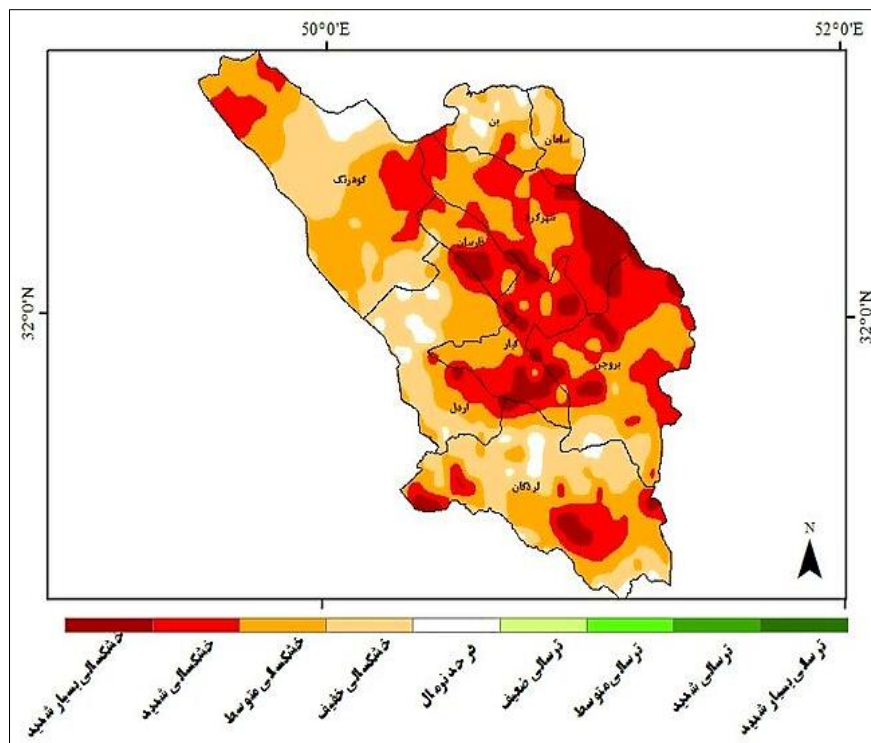 50°0'E
52°0'E
32°0'N
32°0'N
بن
سامان
کوهرنگ
شهرکرد
فارسان
کیار
بروجن
اردل
لردگان
N
خشکسالی بسیار شدید
خشکسالی شدید
خشکسالی متوسط
خشکسالی خفیف
در حد نرمال
ترسالی ضعیف
ترسالی متوسط
ترسالی شدید
ترسالی بسیار شدید